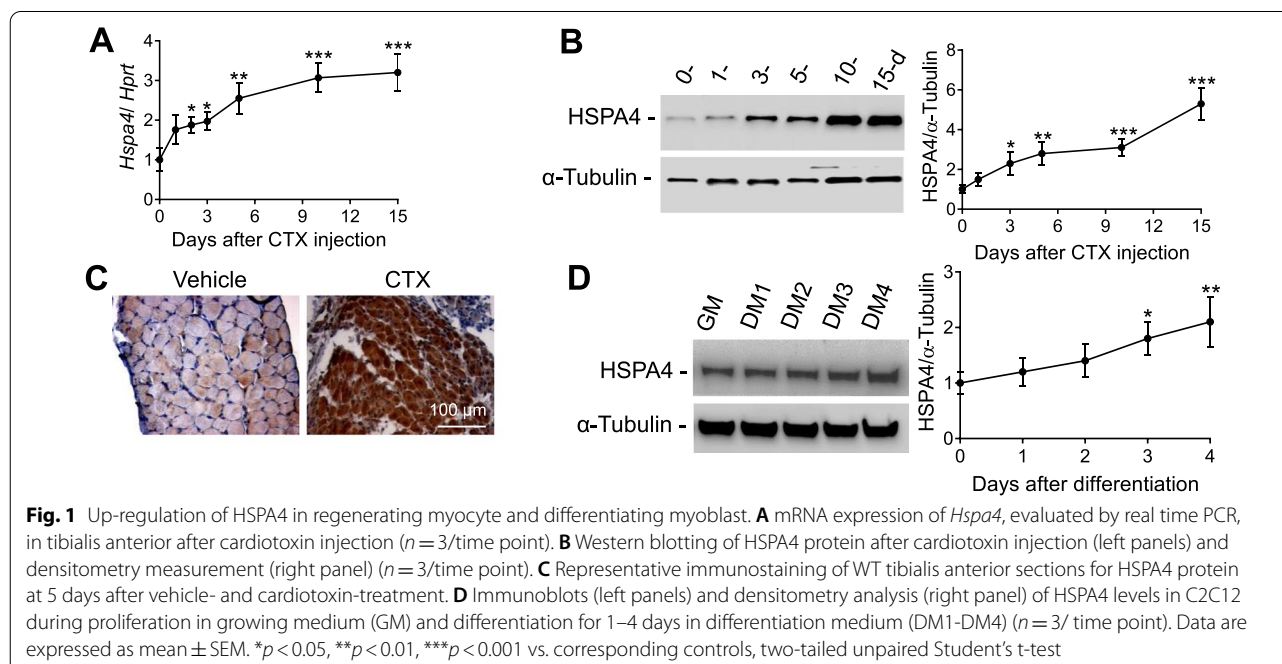 A
Hspa4/ Hprt
4
3
2
1
0
* * ** *** ***
0 3 6 9 12 15
Days after CTX injection
B
0- 1- 3- 5- 10- 15-d
HSPA4 -
α-Tubulin -
HSPA4/α-Tubulin
8
6
4
2
0
* ** *** ***
0 3 6 9 12 15
Days after CTX injection
C
Vehicle CTX
100 µm
D
GM DM1 DM2 DM3 DM4
HSPA4 -
α-Tubulin -
HSPA4/α-Tubulin
3
2
1
0
* **
0 1 2 3 4
Days after differentiation
Fig. 1 Up-regulation of HSPA4 in regenerating myocyte and differentiating myoblast. A mRNA expression of Hspa4, evaluated by real time PCR,
in tibialis anterior after cardiotoxin injection (n = 3/time point). B Western blotting of HSPA4 protein after cardiotoxin injection (left panels) and
densitometry measurement (right panel) (n = 3/time point). C Representative immunostaining of WT tibialis anterior sections for HSPA4 protein
at 5 days after vehicle- and cardiotoxin-treatment. D Immunoblots (left panels) and densitometry analysis (right panel) of HSPA4 levels in C2C12
during proliferation in growing medium (GM) and differentiation for 1–4 days in differentiation medium (DM1-DM4) (n = 3/ time point). Data are
expressed as mean ± SEM. *p < 0.05, **p < 0.01, ***p < 0.001 vs. corresponding controls, two-tailed unpaired Student's t-test